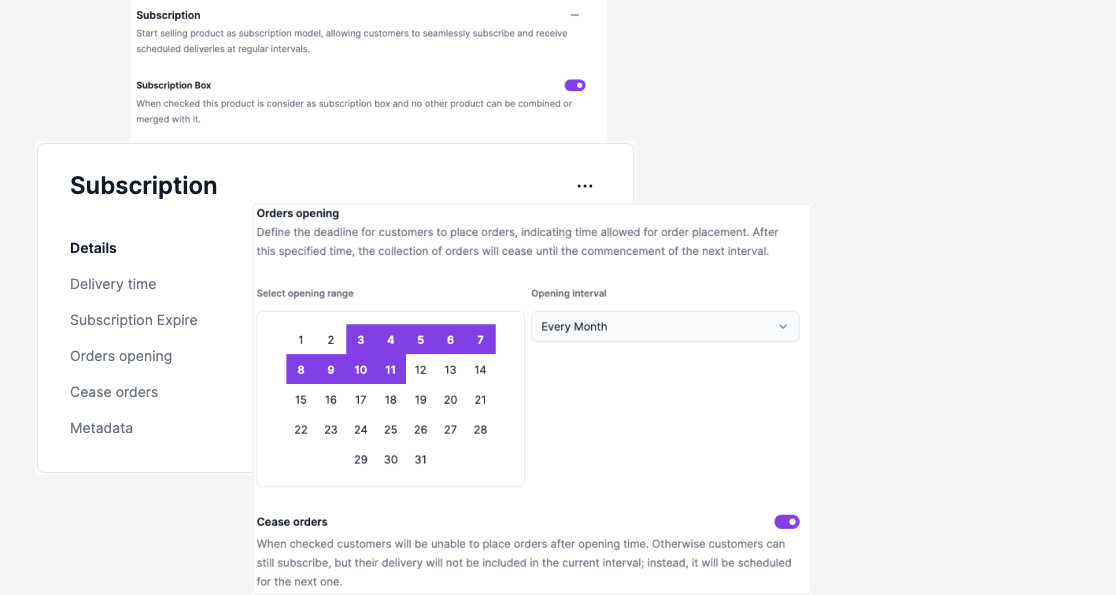 Subscription
Start selling product as subscription model, allowing customers to seamlessly subscribe and receive
scheduled deliveries at regular intervals.
Subscription Box
When checked this product is consider as subscription box and no other product can be combined or
merged with it.
Subscription
Details
Delivery time
Subscription Expire
Orders opening
Cease orders
Metadata
Orders opening
Define the deadline for customers to place orders, indicating time allowed for order placement. After
this specified time, the collection of orders will cease until the commencement of the next interval.
Select opening range
1 2 3 4 5 6 7
8 9 10 11 12 13 14
15 16 17 18 19 20 21
22 23 24 25 26 27 28
29 30 31
Opening interval
Every Month
Cease orders
When checked customers will be unable to place orders after opening time. Otherwise customers can
still subscribe, but their delivery will not be included in the current interval; instead, it will be scheduled
for the next one.